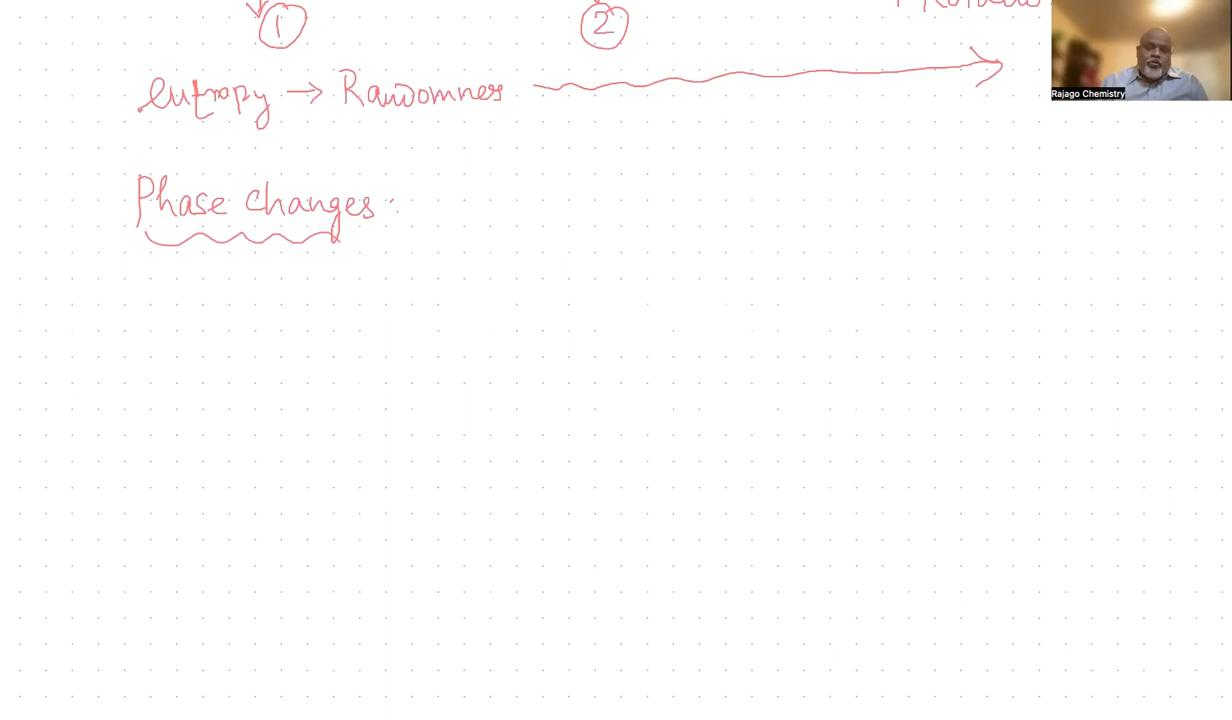 1 2
entropy → Randomness
Rajago Chemistry
Phase changes :